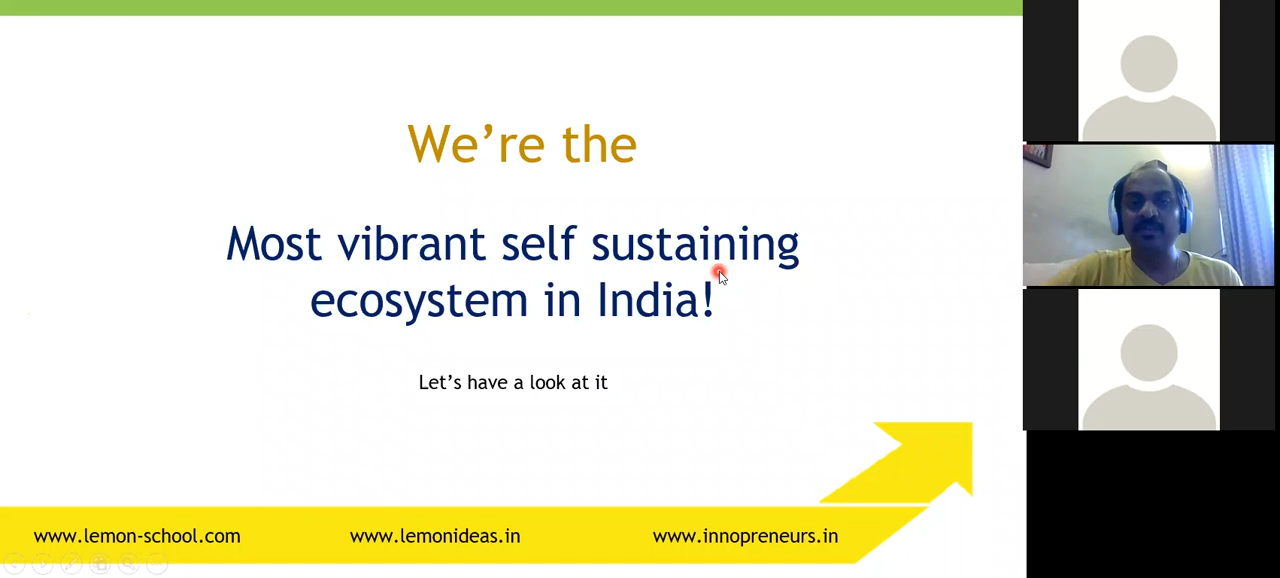 We're the
Most vibrant self sustaining
ecosystem in India!
Let's have a look at it
www.lemon-school.com
www.lemonideas.in
www.innopreneurs.in